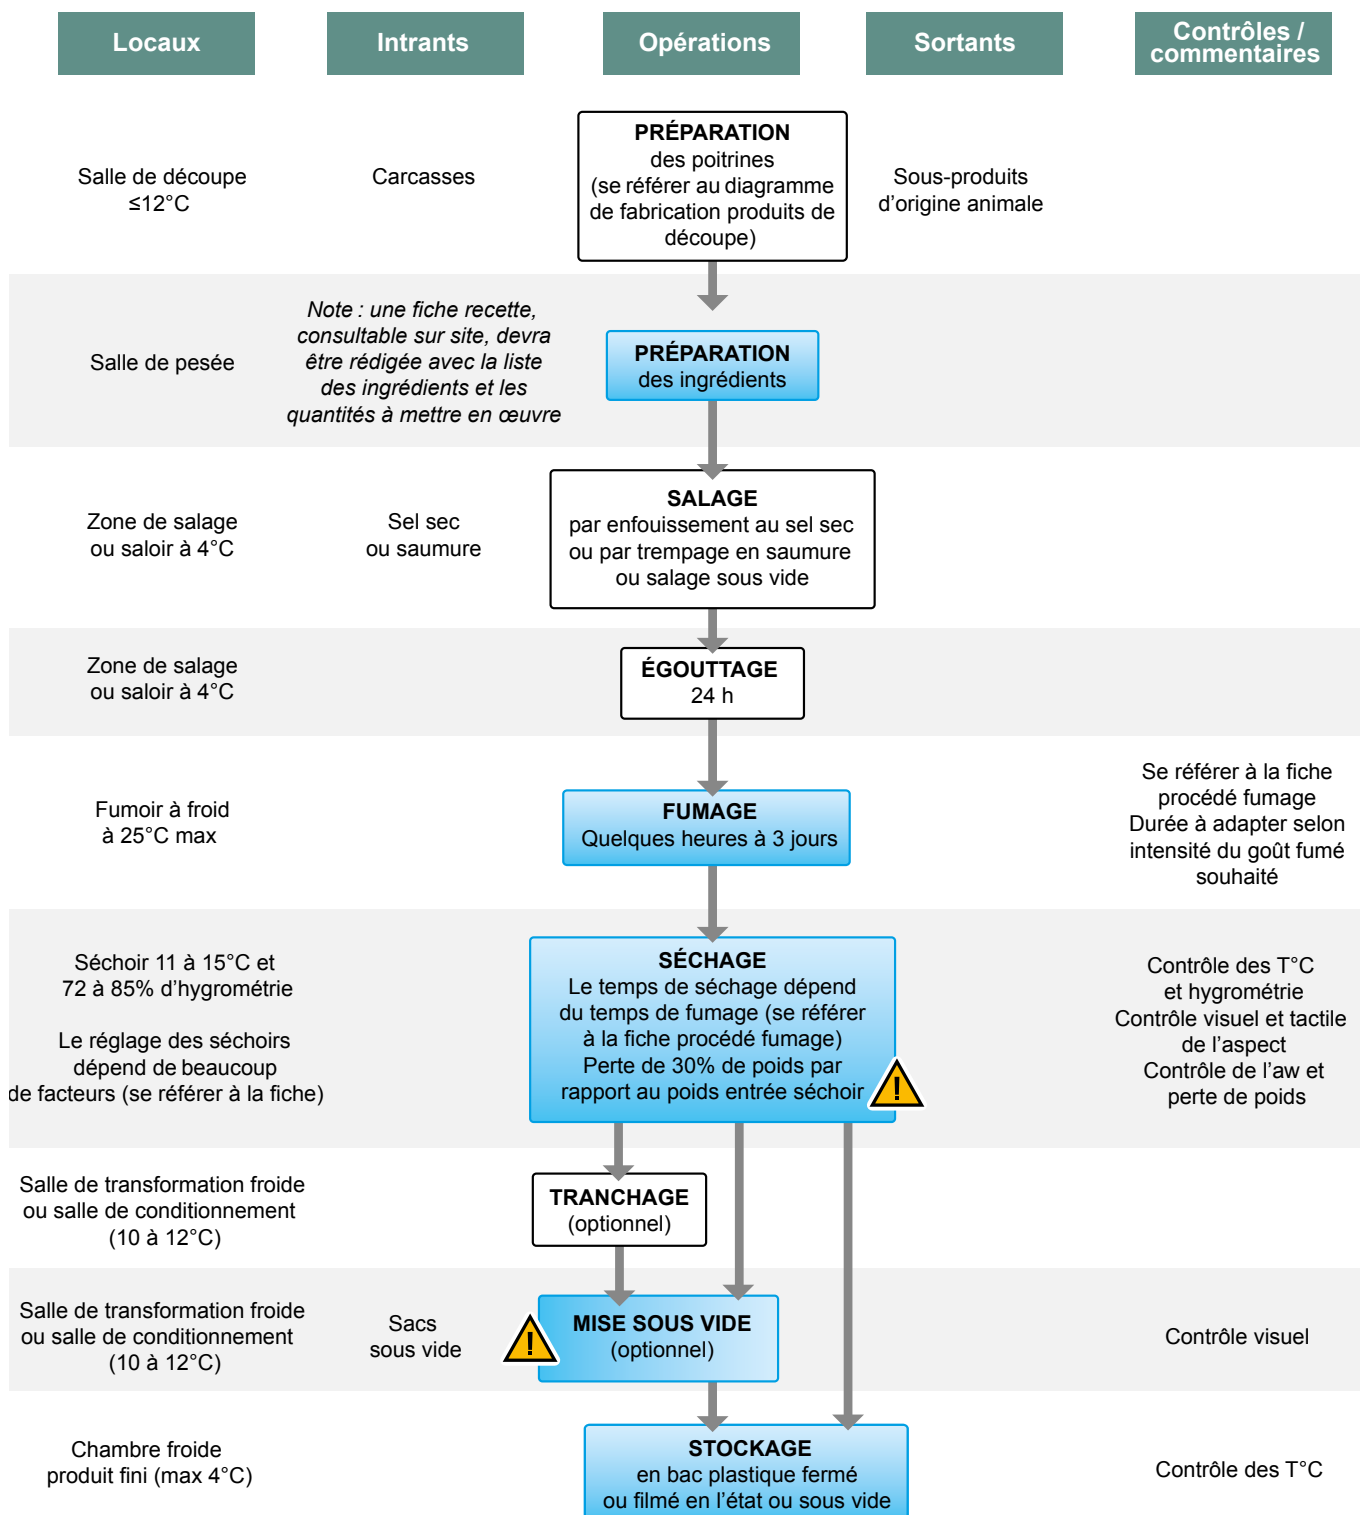 Locaux
Intrants
Opérations
Sortants
Contrôles /
commentaires
Salle de découpe
≤12°C
Carcasses
PRÉPARATION
des poitrines
(se référer au diagramme
de fabrication produits de
découpe)
Sous-produits
d'origine animale
Salle de pesée
Note : une fiche recette,
consultable sur site, devra
être rédigée avec la liste
des ingrédients et les
quantités à mettre en œuvre
PRÉPARATION
des ingrédients
Zone de salage
ou saloir à 4°C
Sel sec
ou saumure
SALAGE
par enfouissement au sel sec
ou par trempage en saumure
ou salage sous vide
Zone de salage
ou saloir à 4°C
ÉGOUTTAGE
24 h
Fumoir à froid
à 25°C max
FUMAGE
Quelques heures à 3 jours
Se référer à la fiche
procédé fumage
Durée à adapter selon
intensité du goût fumé
souhaité
Séchoir 11 à 15°C et
72 à 85% d'hygrométrie
Le réglage des séchoirs
dépend de beaucoup
de facteurs (se référer à la fiche)
SÉCHAGE
Le temps de séchage dépend
du temps de fumage (se référer
à la fiche procédé fumage)
Perte de 30% de poids par
rapport au poids entrée séchoir
!
Contrôle des T°C
et hygrométrie
Contrôle visuel et tactile
de l'aspect
Contrôle de l'aw et
perte de poids
Salle de transformation froide
ou salle de conditionnement
(10 à 12°C)
TRANCHAGE
(optionnel)
Salle de transformation froide
ou salle de conditionnement
(10 à 12°C)
Sacs
sous vide
!
MISE SOUS VIDE
(optionnel)
Contrôle visuel
Chambre froide
produit fini (max 4°C)
STOCKAGE
en bac plastique fermé
ou filmé en l'état ou sous vide
Contrôle des T°C